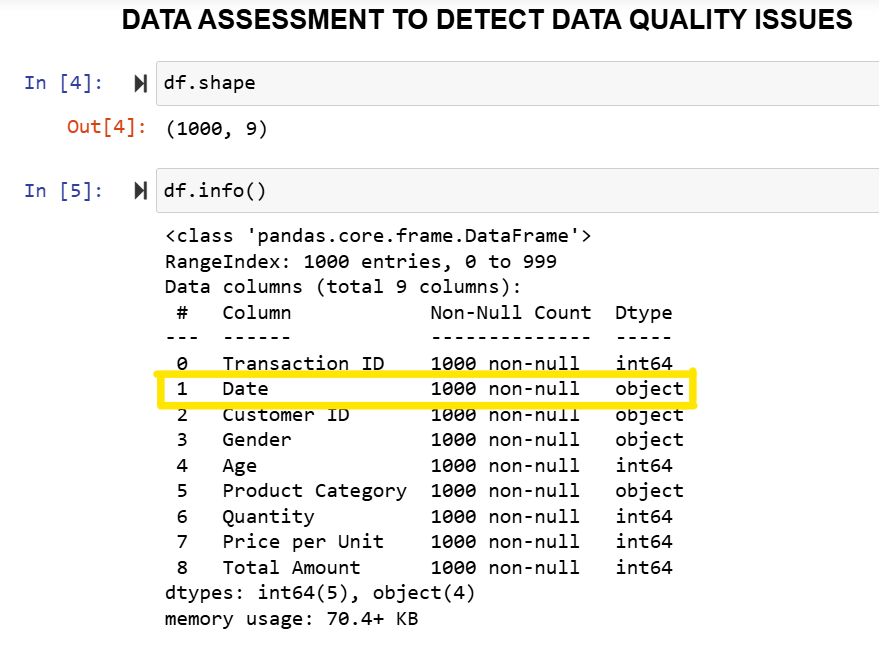 DATA ASSESSMENT TO DETECT DATA QUALITY ISSUES
In [4]: df.shape
Out[4]: (1000, 9)
In [5]: df.info()
<class 'pandas.core.frame.DataFrame'>
RangeIndex: 1000 entries, 0 to 999
Data columns (total 9 columns):
 #   Column            Non-Null Count  Dtype
---  ------            --------------  -----
 0   Transaction ID    1000 non-null   int64
 1   Date              1000 non-null   object
 2   Customer ID       1000 non-null   object
 3   Gender            1000 non-null   object
 4   Age               1000 non-null   int64
 5   Product Category  1000 non-null   object
 6   Quantity          1000 non-null   int64
 7   Price per Unit    1000 non-null   int64
 8   Total Amount      1000 non-null   int64
dtypes: int64(5), object(4)
memory usage: 70.4+ KB